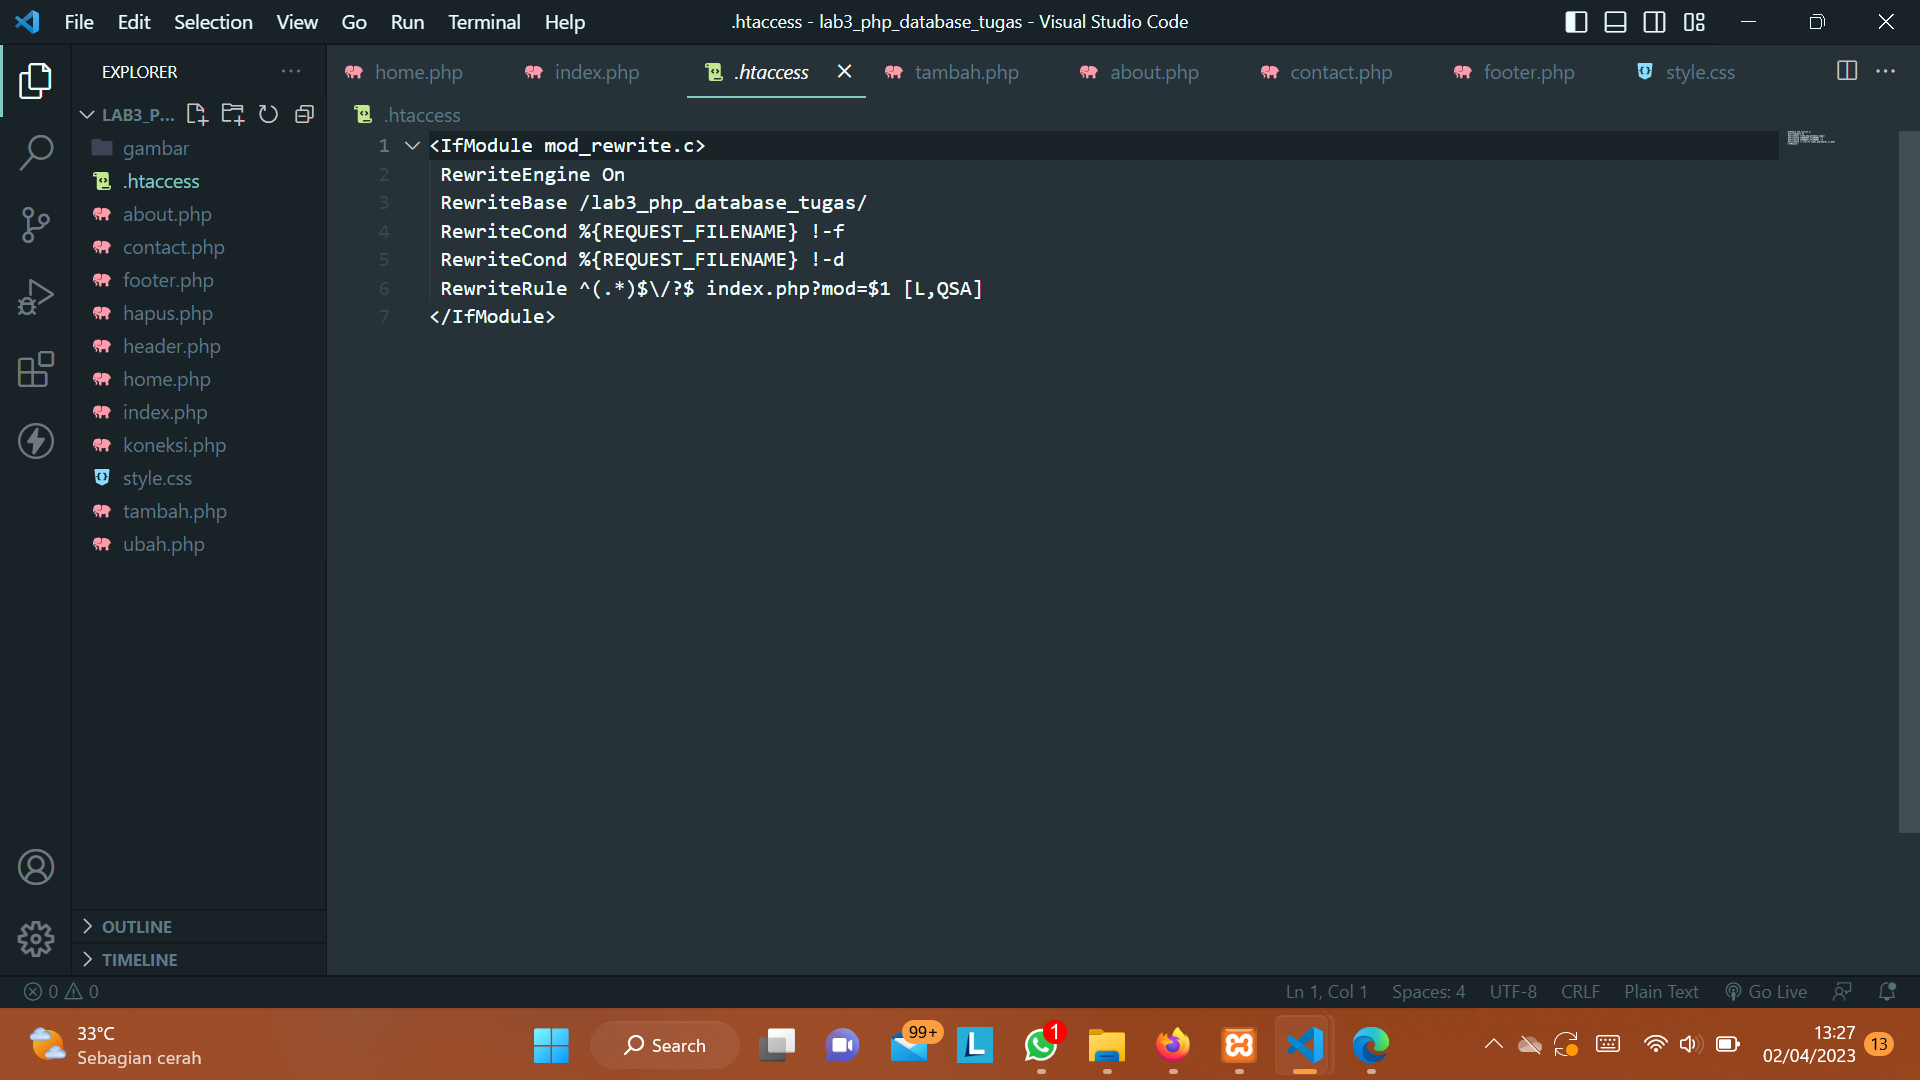 File Edit Selection View Go Run Terminal Help
.htaccess - lab3_php_database_tugas - Visual Studio Code
EXPLORER
home.php index.php .htaccess tambah.php about.php contact.php footer.php style.css
LAB3_P...
.htaccess
gambar
.htaccess
about.php
contact.php
footer.php
hapus.php
header.php
home.php
index.php
koneksi.php
style.css
tambah.php
ubah.php
OUTLINE
TIMELINE
1 <IfModule mod_rewrite.c>
2 RewriteEngine On
3 RewriteBase /lab3_php_database_tugas/
4 RewriteCond %{REQUEST_FILENAME} !-f
5 RewriteCond %{REQUEST_FILENAME} !-d
6 RewriteRule ^(.*)$\/?$ index.php?mod=$1 [L,QSA]
7 </IfModule>
0 0
Ln 1, Col 1 Spaces: 4 UTF-8 CRLF Plain Text Go Live
33°C
Sebagian cerah
Search
99+
L
1
13:27
02/04/2023
13